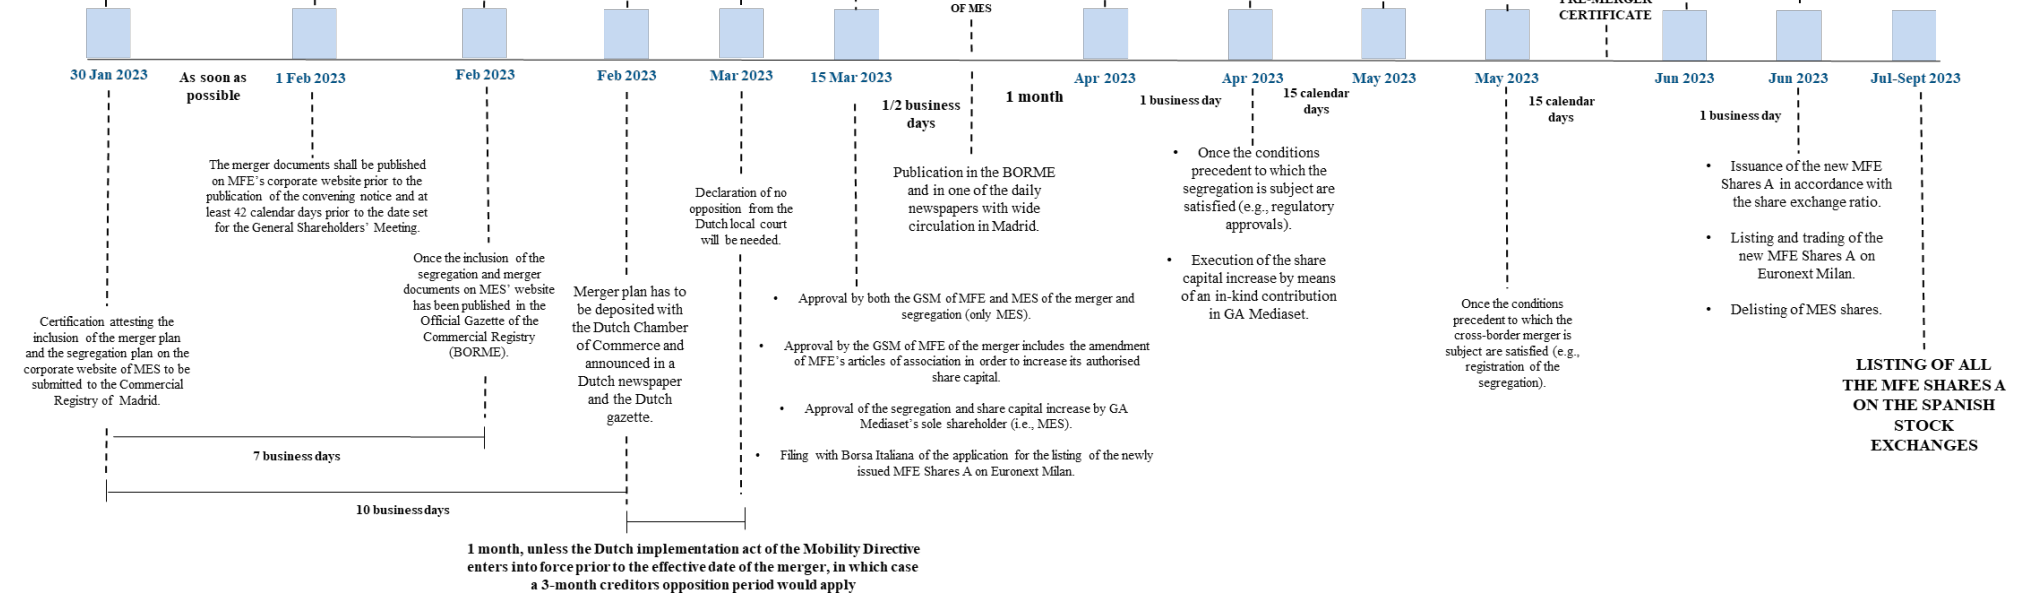 OF MES
PRE-MERGER
CERTIFICATE
30 Jan 2023
As soon as
possible
1 Feb 2023
Feb 2023
Feb 2023
Mar 2023
15 Mar 2023
1/2 business
days
1 month
Apr 2023
1 business day
Apr 2023
15 calendar
days
May 2023
May 2023
15 calendar
days
Jun 2023
1 business day
Jun 2023
Jul-Sept 2023
Certification attesting the
inclusion of the merger plan
and the segregation plan on the
corporate website of MES to be
submitted to the Commercial
Registry of Madrid.
The merger documents shall be published
on MFE's corporate website prior to the
publication of the convening notice and at
least 42 calendar days prior to the date set
for the General Shareholders' Meeting.
Once the inclusion of the
segregation and merger
documents on MES' website
has been published in the
Official Gazette of the
Commercial Registry
(BORME).
Merger plan has to
be deposited with
the Dutch Chamber
of Commerce and
announced in a
Dutch newspaper
and the Dutch
gazette.
Declaration of no
opposition from the
Dutch local court
will be needed.
• Approval by both the GSM of MFE and MES of the merger and
segregation (only MES).
• Approval by the GSM of MFE of the merger includes the amendment
of MFE's articles of association in order to increase its authorised
share capital.
• Approval of the segregation and share capital increase by GA
Mediaset's sole shareholder (i.e., MES).
• Filing with Borsa Italiana of the application for the listing of the newly
issued MFE Shares A on Euronext Milan.
Publication in the BORME
and in one of the daily
newspapers with wide
circulation in Madrid.
• Once the conditions
precedent to which the
segregation is subject are
satisfied (e.g., regulatory
approvals).
• Execution of the share
capital increase by means
of an in-kind contribution
in GA Mediaset.
Once the conditions
precedent to which the
cross-border merger is
subject are satisfied (e.g.,
registration of the
segregation).
• Issuance of the new MFE
Shares A in accordance with
the share exchange ratio.
• Listing and trading of the
new MFE Shares A on
Euronext Milan.
• Delisting of MES shares.
LISTING OF ALL
THE MFE SHARES A
ON THE SPANISH
STOCK
EXCHANGES
7 business days
10 business days
1 month, unless the Dutch implementation act of the Mobility Directive
enters into force prior to the effective date of the merger, in which case
a 3-month creditors opposition period would apply